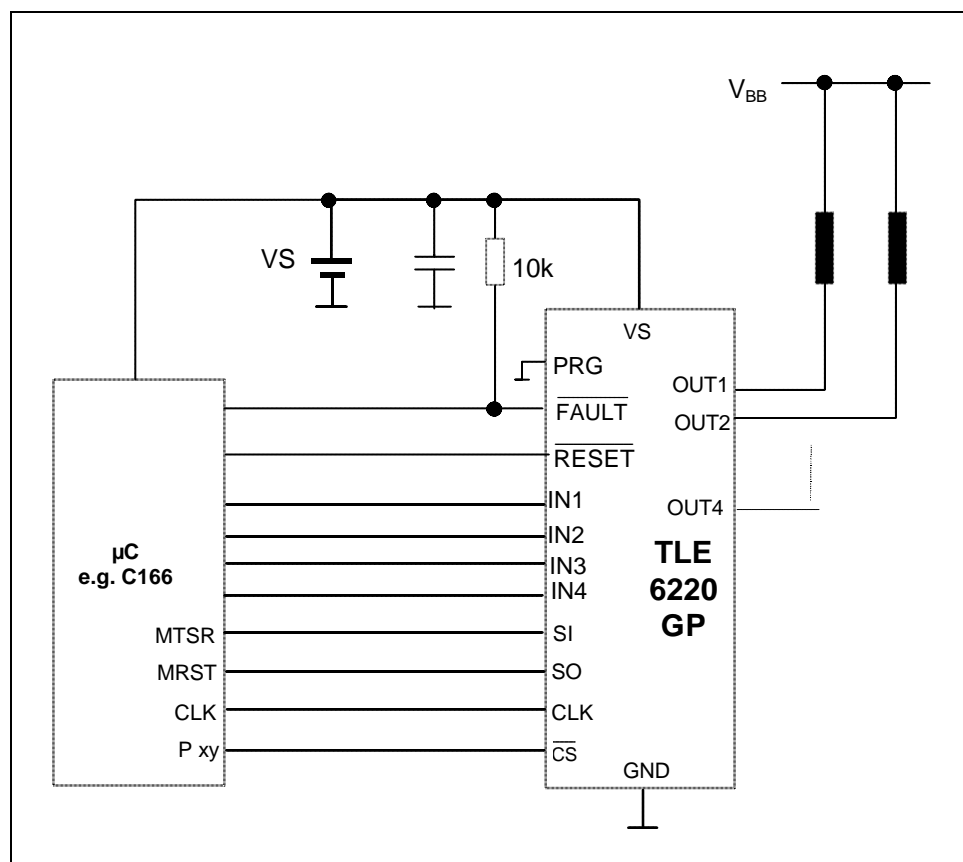 V_BB
VS
10k
VS
PRG
OUT1
FAULT
OUT2
RESET
IN1
OUT4
IN2
IN3
IN4
TLE
6220
GP
µC
e.g. C166
MTSR
SI
MRST
SO
CLK
CLK
P xy
CS
GND